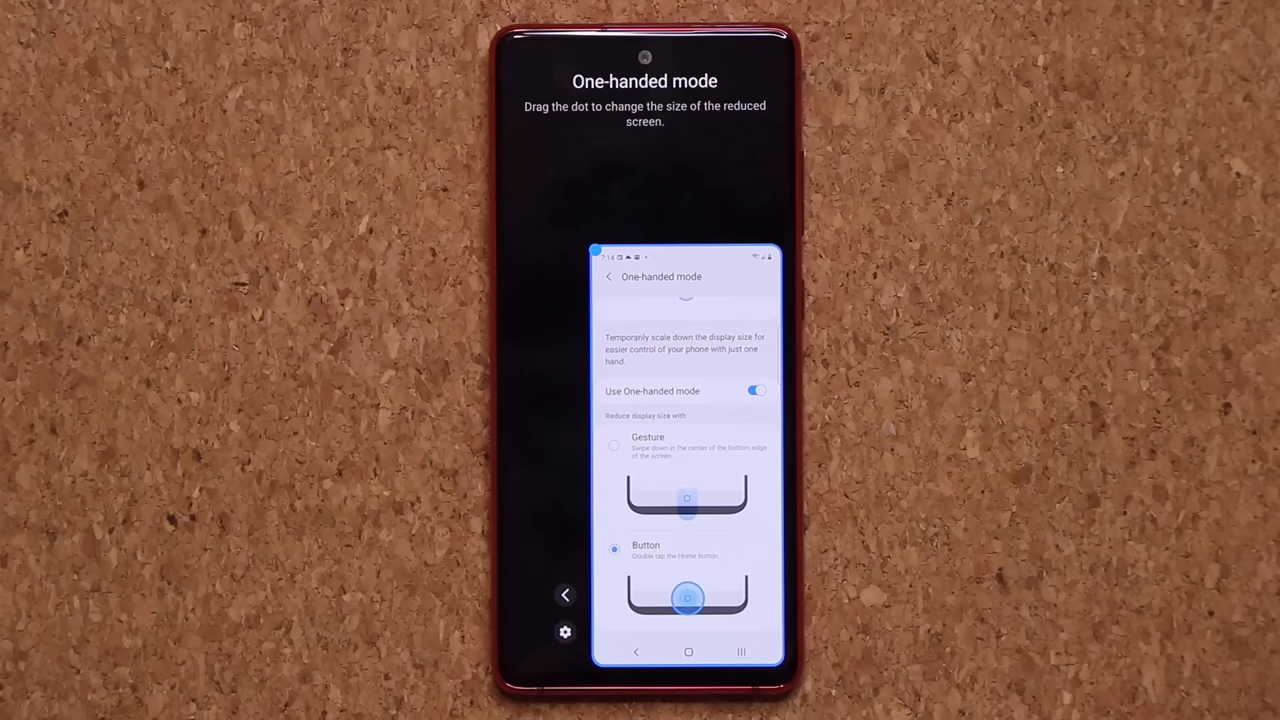 One-handed mode
Drag the dot to change the size of the reduced
screen.
7:14
One-handed mode
Temporarily scale down the display size for
easier control of your phone with just one
hand.
Use One-handed mode
Reduce display size with
Gesture
Swipe down in the center of the bottom edge
of the screen.
Button
Double tap the Home button.